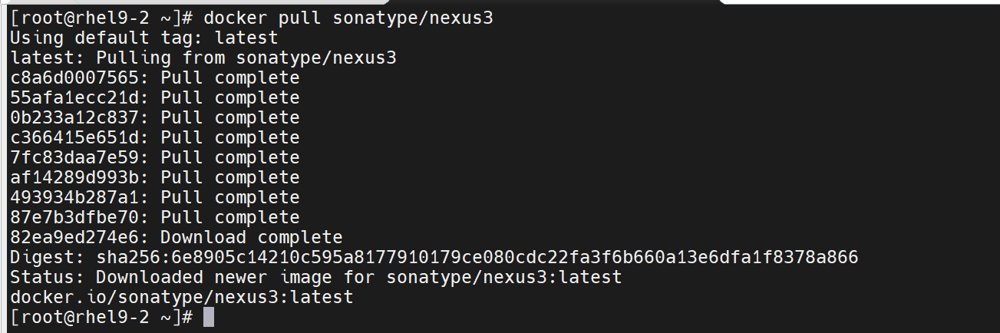 [root@rhel9-2 ~]# docker pull sonatype/nexus3
Using default tag: latest
latest: Pulling from sonatype/nexus3
c8a6d0007565: Pull complete
55afa1ecc21d: Pull complete
0b233a12c837: Pull complete
c366415e651d: Pull complete
7fc83daa7e59: Pull complete
af14289d993b: Pull complete
493934b287a1: Pull complete
87e7b3dfbe70: Pull complete
82ea9ed274e6: Download complete
Digest: sha256:6e8905c14210c595a8177910179ce080cdc22fa3f6b660a13e6dfa1f8378a866
Status: Downloaded newer image for sonatype/nexus3:latest
docker.io/sonatype/nexus3:latest
[root@rhel9-2 ~]#